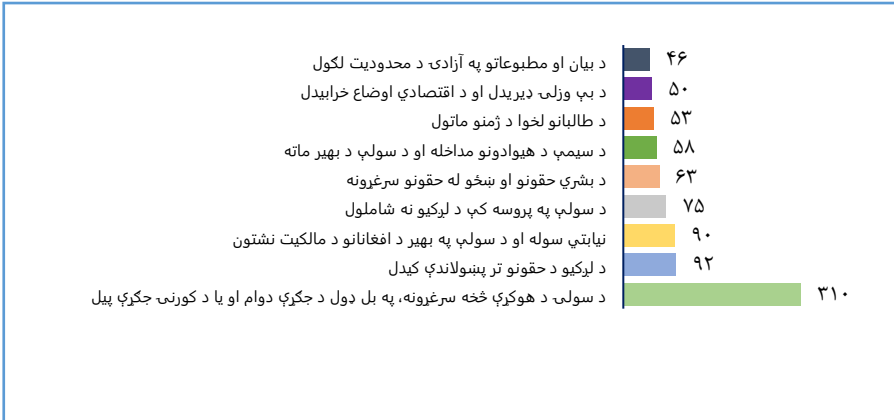 د بیان او مطبوعاتو په آزادۍ د محدودیت لګول ۴۶
د بې وزلۍ ډیریدل او د اقتصادي اوضاع خرابیدل ۵۰
د طالبانو لخوا د ژمنو ماتول ۵۳
د سیمې د هیوادونو مداخله او د سولې د بهیر ماته ۵۸
د بشري حقونو او ښځو له حقونو سرغړونه ۶۳
د سولې په پروسه کې د لږکیو نه شاملول ۷۵
نیابتي سوله او د سولې په بهیر د افغانانو د مالکیت نشتون ۹۰
د لږکیو د حقونو تر پښولاندې کیدل ۹۲
د سولۍ د هوکړې څخه سرغړونه، په بل ډول د جګړې دوام او یا د کورنۍ جګړې پیل ۳۱۰